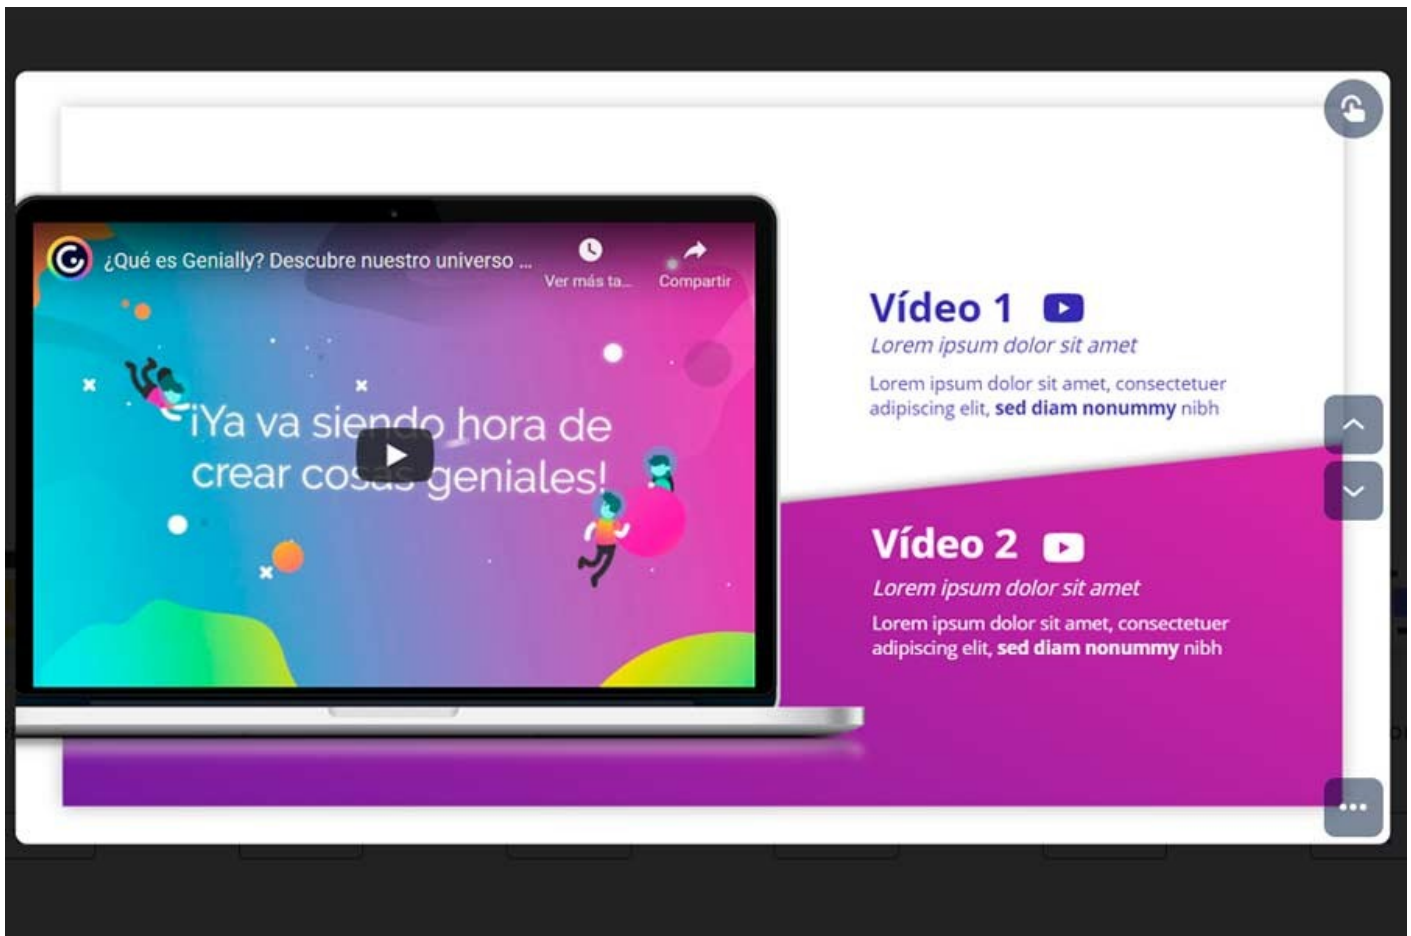 ¿Qué es Genially? Descubre nuestro universo ...
Ver más ta...
Compartir
¡Ya va siendo hora de
crear cosas geniales!
Vídeo 1
Lorem ipsum dolor sit amet
Lorem ipsum dolor sit amet, consectetuer
adipiscing elit, sed diam nonummy nibh
Vídeo 2
Lorem ipsum dolor sit amet
Lorem ipsum dolor sit amet, consectetuer
adipiscing elit, sed diam nonummy nibh